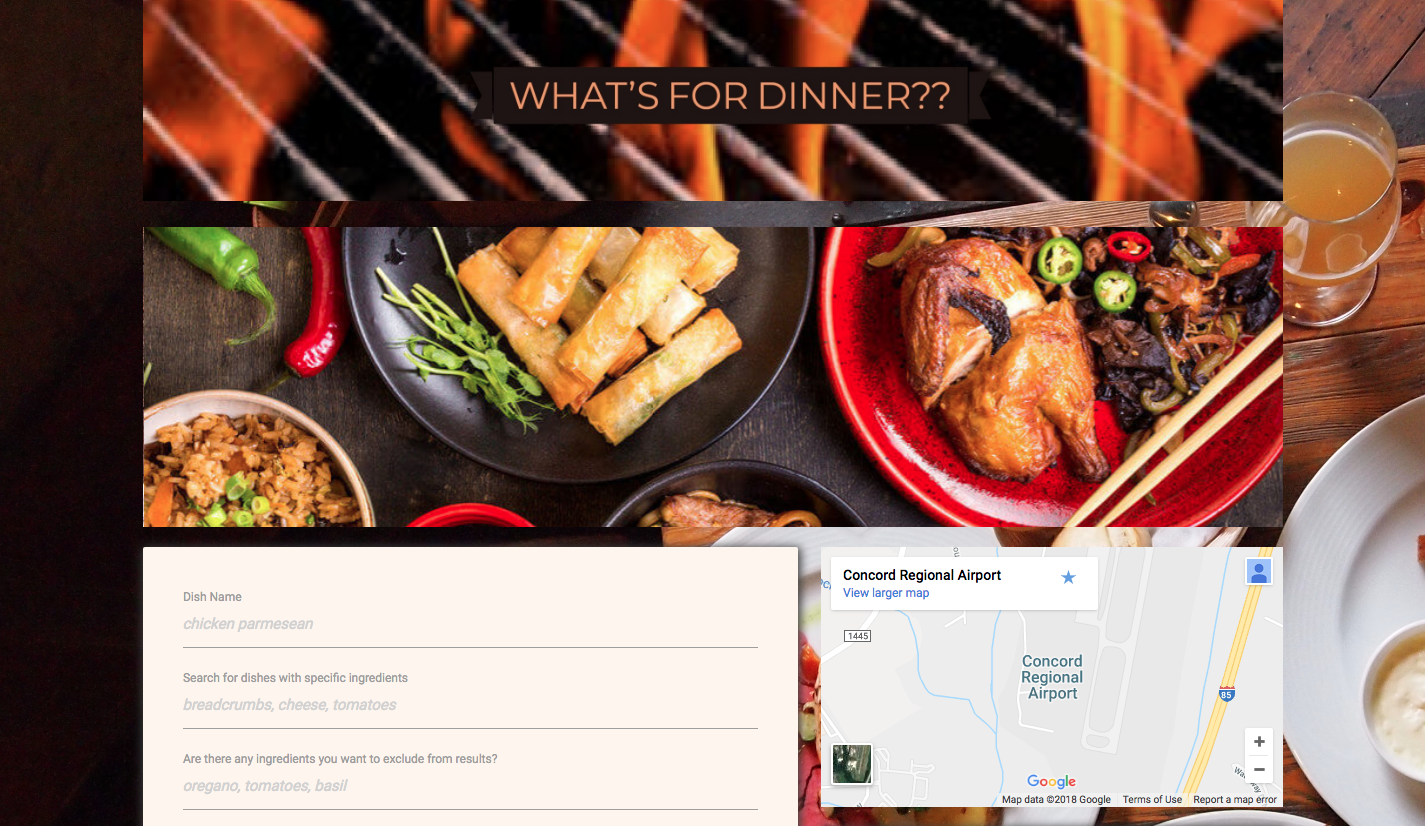 WHAT'S FOR DINNER??
Dish Name
chicken parmesean
Search for dishes with specific ingredients
breadcrumbs, cheese, tomatoes
Are there any ingredients you want to exclude from results?
oregano, tomatoes, basil
Concord Regional Airport
View larger map
1445
Concord
Regional
Airport
85
Google
Map data ©2018 Google
Terms of Use
Report a map error